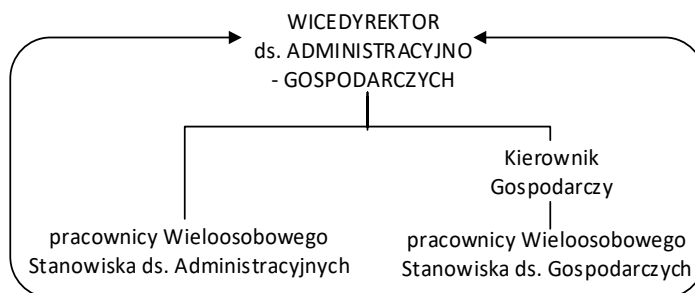 WICEDYREKTOR
ds. ADMINISTRACYJNO
- GOSPODARCZYCH
Kierownik
Gospodarczy
pracownicy Wieloosobowego
Stanowiska ds. Administracyjnych
pracownicy Wieloosobowego
Stanowiska ds. Gospodarczych